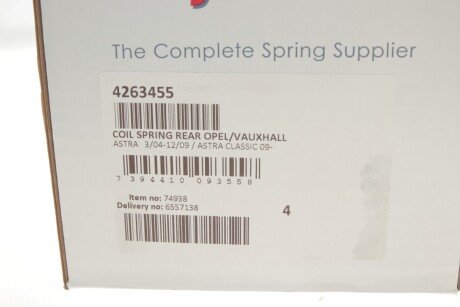 The Complete Spring Supplier
4263455
COIL SPRING REAR OPEL/VAUXHALL
ASTRA 3/04-12/09 / ASTRA CLASSIC 09-
7 394410 093558
Item no: 74938
Delivery no: 6557138
4